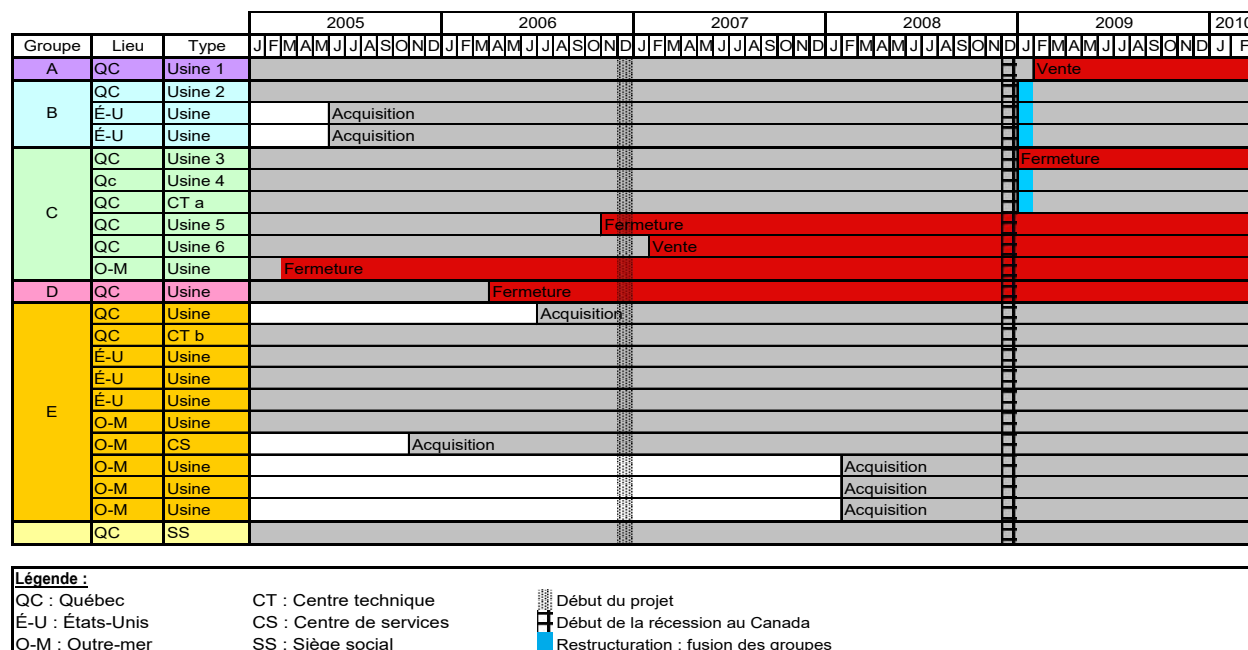 2005 2006 2007 2008 2009 2010
Groupe Lieu Type J F M A M J J A S O N D J F M A M J J A S O N D J F M A M J J A S O N D J F M A M J J A S O N D J F M A M J J A S O N D J F
A QC Usine 1 Vente
QC Usine 2
B É-U Usine Acquisition
É-U Usine Acquisition
QC Usine 3 Fermeture
Qc Usine 4
C QC CT a
QC Usine 5 Fermeture
QC Usine 6 Vente
O-M Usine Fermeture
D QC Usine Fermeture
QC Usine Acquisition
QC CT b
É-U Usine
É-U Usine
E É-U Usine
O-M Usine
O-M CS Acquisition
O-M Usine Acquisition
O-M Usine Acquisition
O-M Usine Acquisition
QC SS
Légende :
QC : Québec CT : Centre technique Début du projet
É-U : États-Unis CS : Centre de services Début de la récession au Canada
O-M : Outre-mer SS : Siège social Restructuration : fusion des groupes